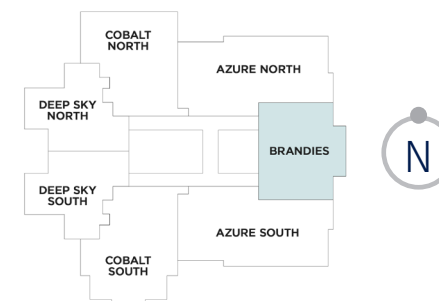 COBALT
NORTH
AZURE NORTH
DEEP SKY
NORTH
BRANDIES
N
DEEP SKY
SOUTH
AZURE SOUTH
COBALT
SOUTH